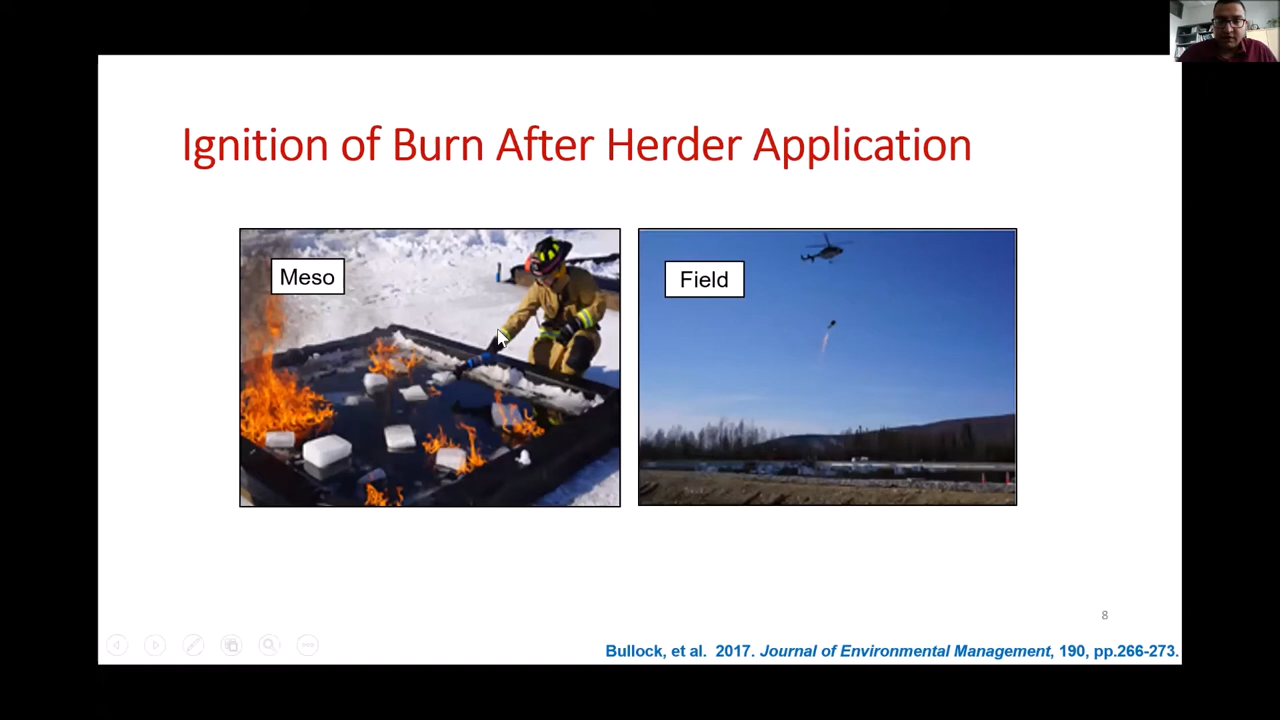 Ignition of Burn After Herder Application
Meso
Field
8
Bullock, et al. 2017. Journal of Environmental Management, 190, pp.266-273.